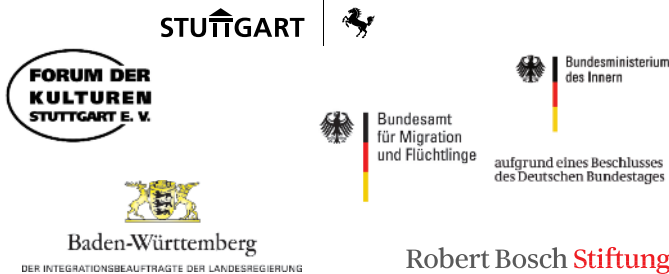 STUTTGART
FORUM DER
KULTUREN
STUTTGART E. V.
Bundesministerium
des Innern
Bundesamt
für Migration
und Flüchtlinge
aufgrund eines Beschlusses
des Deutschen Bundestages
Baden-Württemberg
DER INTEGRATIONSBEAUFTRAGTE DER LANDESREGIERUNG
Robert Bosch Stiftung